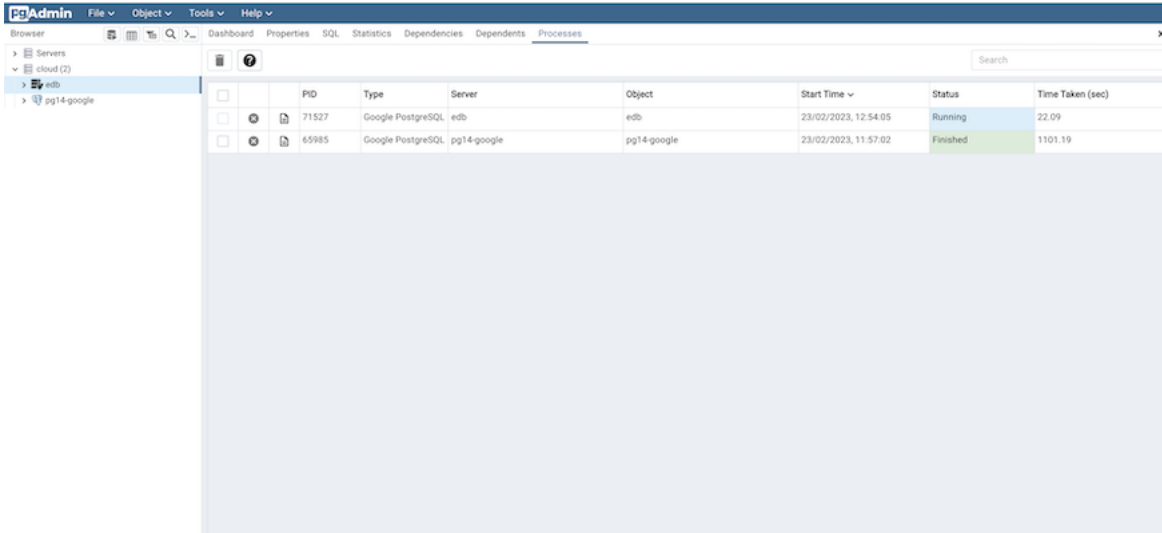 pgAdmin File Object Tools Help
Browser Dashboard Properties SQL Statistics Dependencies Dependents Processes
Servers
cloud (2)
edb
pg14-google
Search
PID Type Server Object Start Time Status Time Taken (sec)
71527 Google PostgreSQL edb edb 23/02/2023, 12:54:05 Running 22.09
65985 Google PostgreSQL pg14-google pg14-google 23/02/2023, 11:57:02 Finished 1101.19